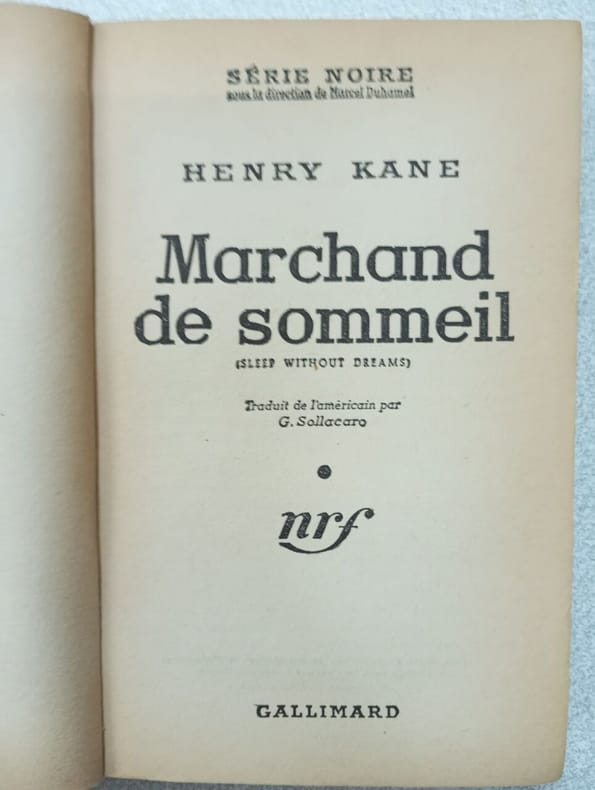 SÉRIE NOIRE
sous la direction de Marcel Duhamel
HENRY KANE
Marchand
de sommeil
(SLEEP WITHOUT DREAMS)
Traduit de l'américain par
G. Sollacaro
nrf
GALLIMARD